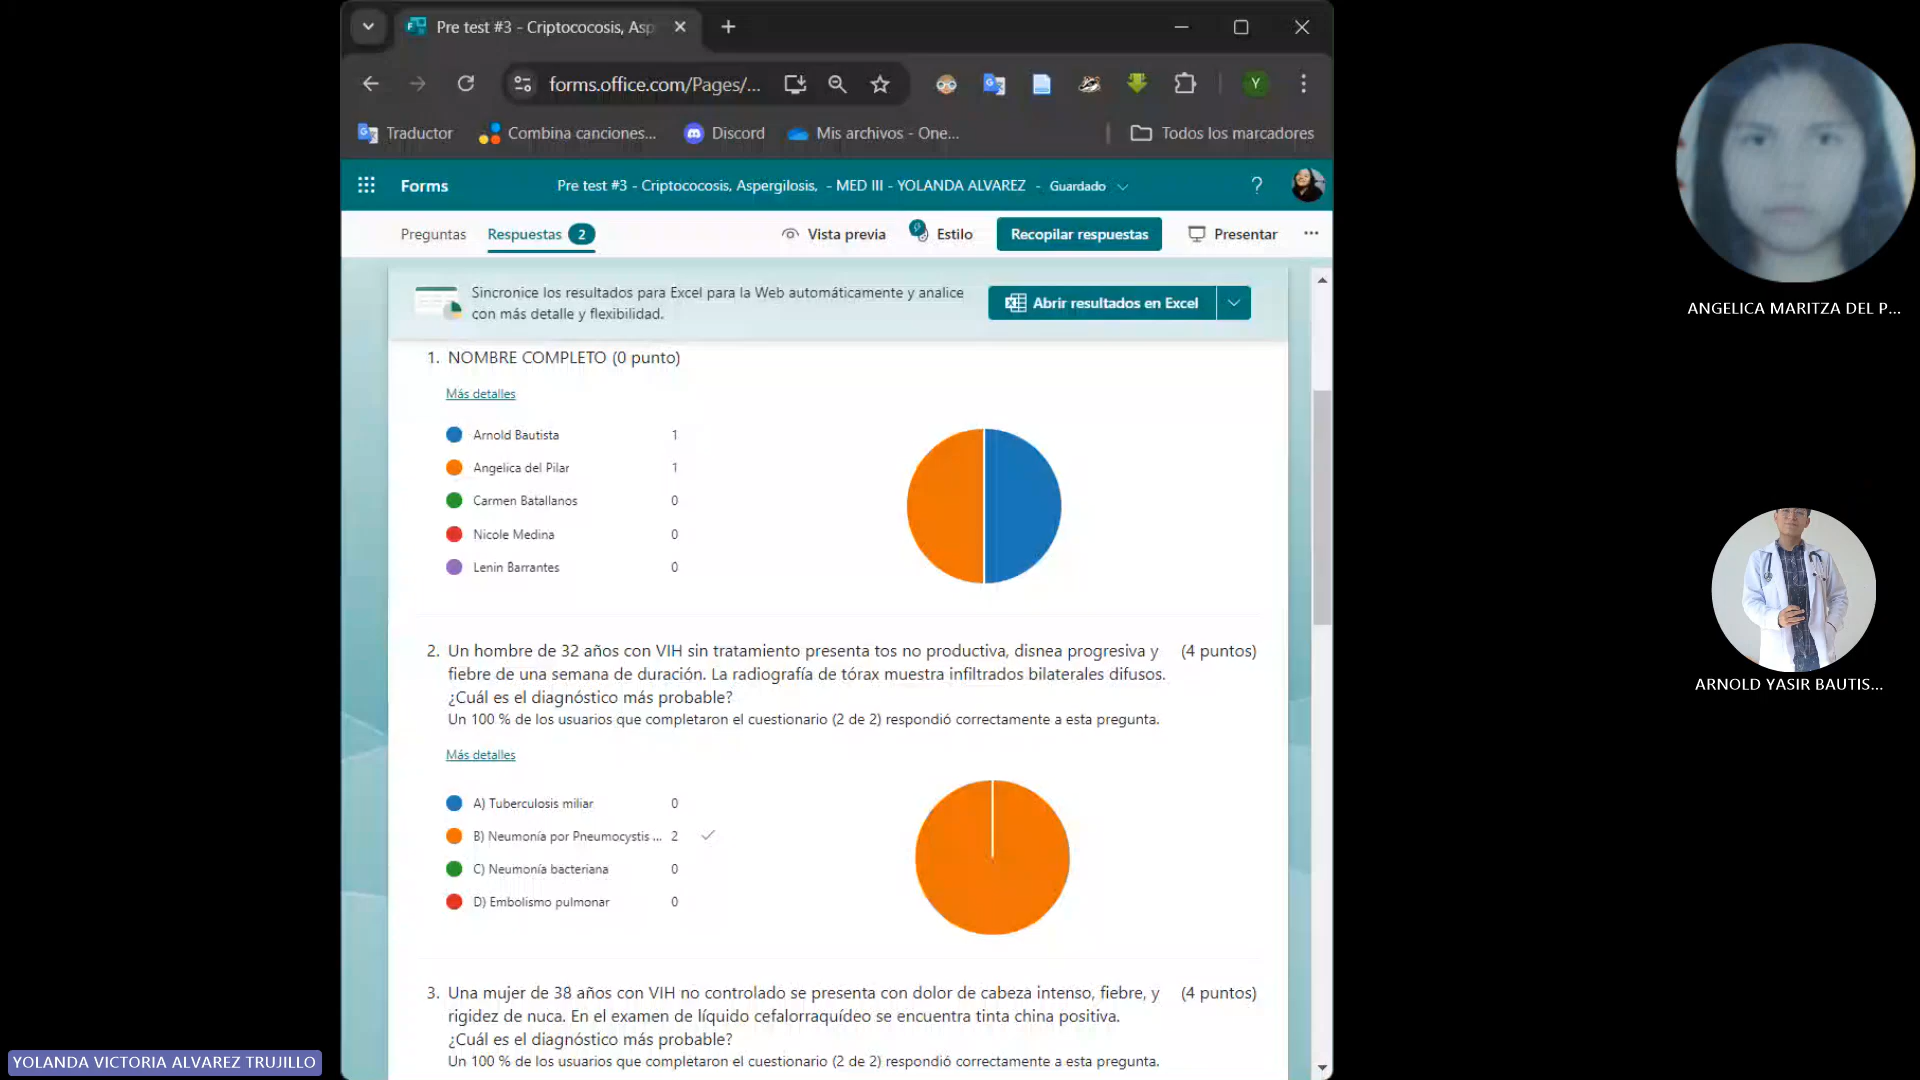 Pre test #3 - Criptococosis, Asp
forms.office.com/Pages/...
Y
Traductor
Combina canciones...
Discord
Mis archivos - One...
Todos los marcadores
Forms
Pre test #3 - Criptococosis, Aspergilosis, - MED III - YOLANDA ALVAREZ - Guardado
?
Preguntas
Respuestas 2
Vista previa
Estilo
Recopilar respuestas
Presentar
Sincronice los resultados para Excel para la Web automáticamente y analice
con más detalle y flexibilidad.
Abrir resultados en Excel
1. NOMBRE COMPLETO (0 punto)
Más detalles
Arnold Bautista 1
Angelica del Pilar 1
Carmen Batallanos 0
Nicole Medina 0
Lenin Barrantes 0
2. Un hombre de 32 años con VIH sin tratamiento presenta tos no productiva, disnea progresiva y (4 puntos)
fiebre de una semana de duración. La radiografía de tórax muestra infiltrados bilaterales difusos.
¿Cuál es el diagnóstico más probable?
Un 100 % de los usuarios que completaron el cuestionario (2 de 2) respondió correctamente a esta pregunta.
Más detalles
A) Tuberculosis miliar 0
B) Neumonía por Pneumocystis ... 2
C) Neumonía bacteriana 0
D) Embolismo pulmonar 0
3. Una mujer de 38 años con VIH no controlado se presenta con dolor de cabeza intenso, fiebre, y (4 puntos)
rigidez de nuca. En el examen de líquido cefalorraquídeo se encuentra tinta china positiva.
¿Cuál es el diagnóstico más probable?
Un 100 % de los usuarios que completaron el cuestionario (2 de 2) respondió correctamente a esta pregunta.
ANGELICA MARITZA DEL P...
ARNOLD YASIR BAUTIS...
YOLANDA VICTORIA ALVAREZ TRUJILLO